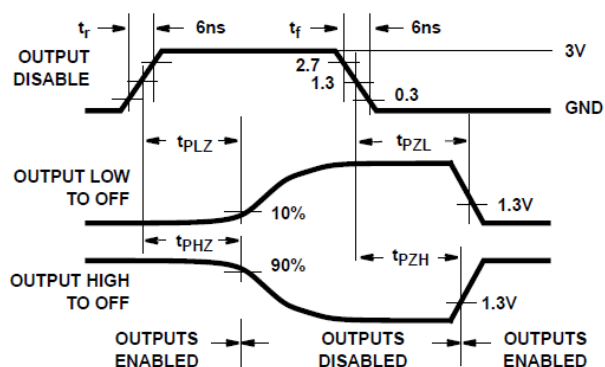 tr 6ns tf 6ns
OUTPUT
DISABLE
2.7
1.3
0.3
3V
GND
tPLZ tPZL
OUTPUT LOW
TO OFF
10%
1.3V
tPHZ tPZH
OUTPUT HIGH
TO OFF
90%
1.3V
OUTPUTS
ENABLED
OUTPUTS
DISABLED
OUTPUTS
ENABLED